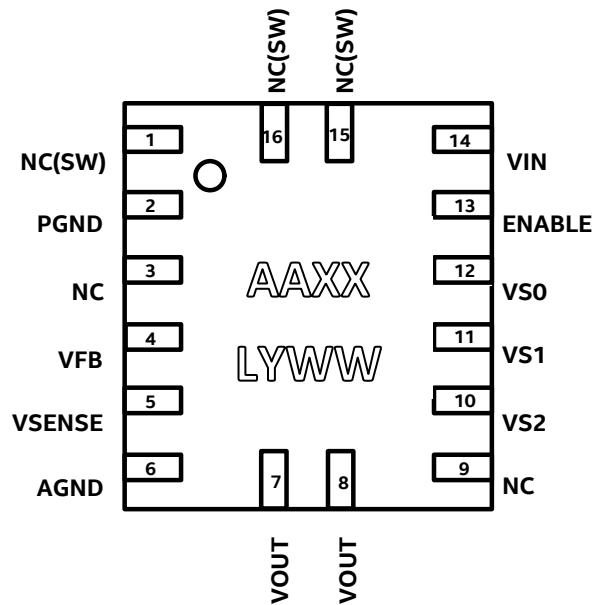 NC(SW)
NC(SW)
16
15
1
14
NC(SW)
VIN
2
13
PGND
ENABLE
3
12
NC
AAXX
VS0
4
11
VFB
LYWW
VS1
5
10
VSENSE
VS2
6
9
AGND
NC
7
8
VOUT
VOUT